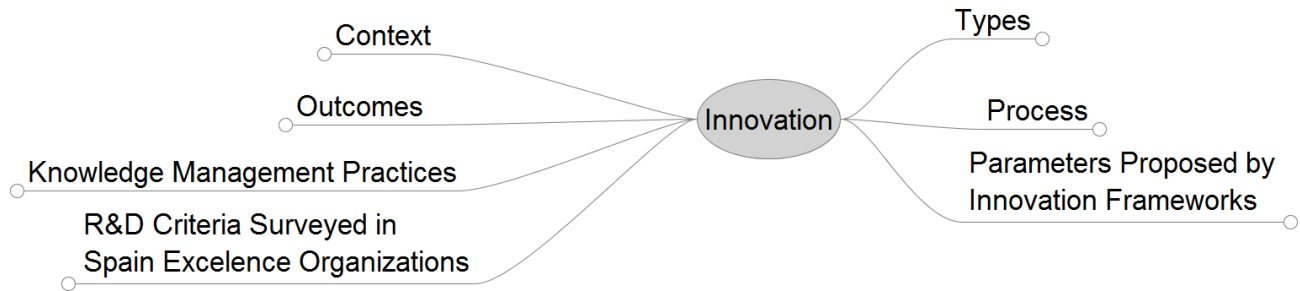 Context
Outcomes
Knowledge Management Practices
R&D Criteria Surveyed in
Spain Excelence Organizations
Innovation
Types
Process
Parameters Proposed by
Innovation Frameworks